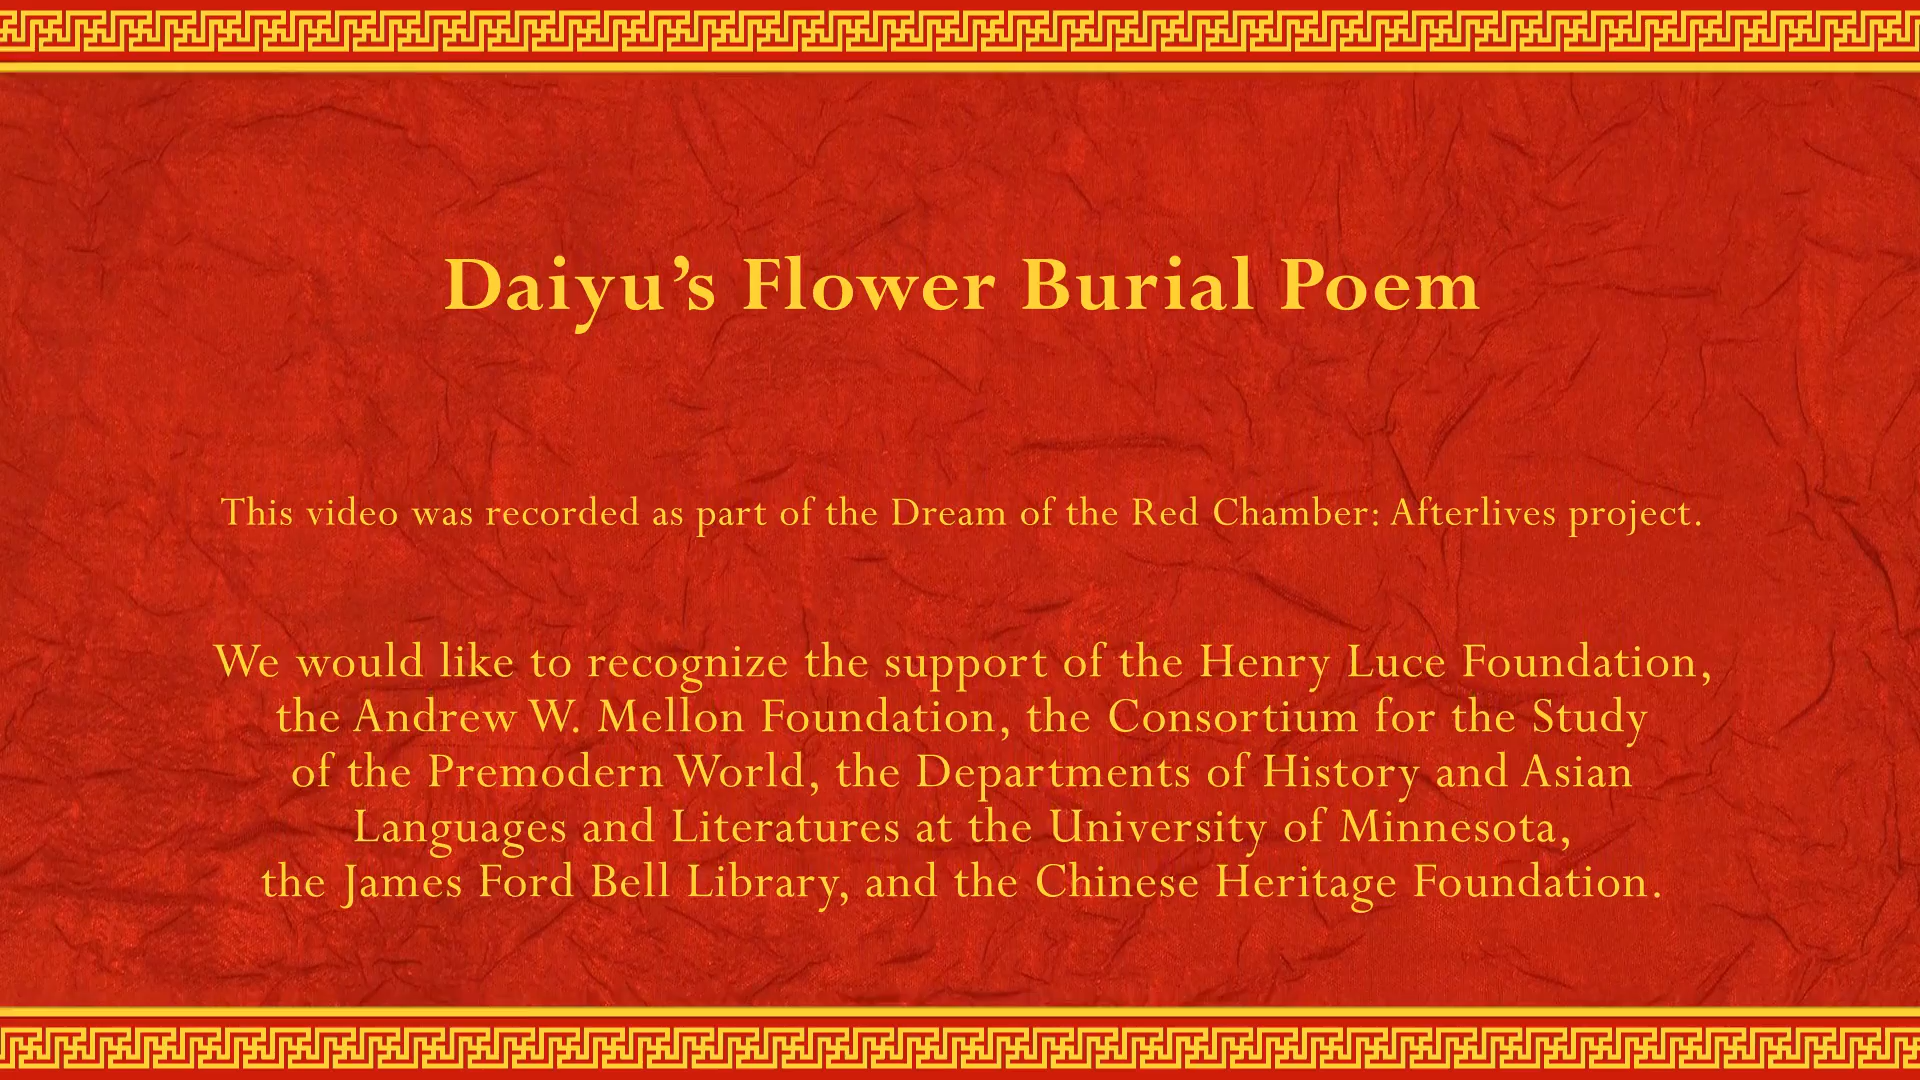 Daiyu’s Flower Burial Poem
This video was recorded as part of the Dream of the Red Chamber: Afterlives project.
We would like to recognize the support of the Henry Luce Foundation,
the Andrew W. Mellon Foundation, the Consortium for the Study
of the Premodern World, the Departments of History and Asian
Languages and Literatures at the University of Minnesota,
the James Ford Bell Library, and the Chinese Heritage Foundation.